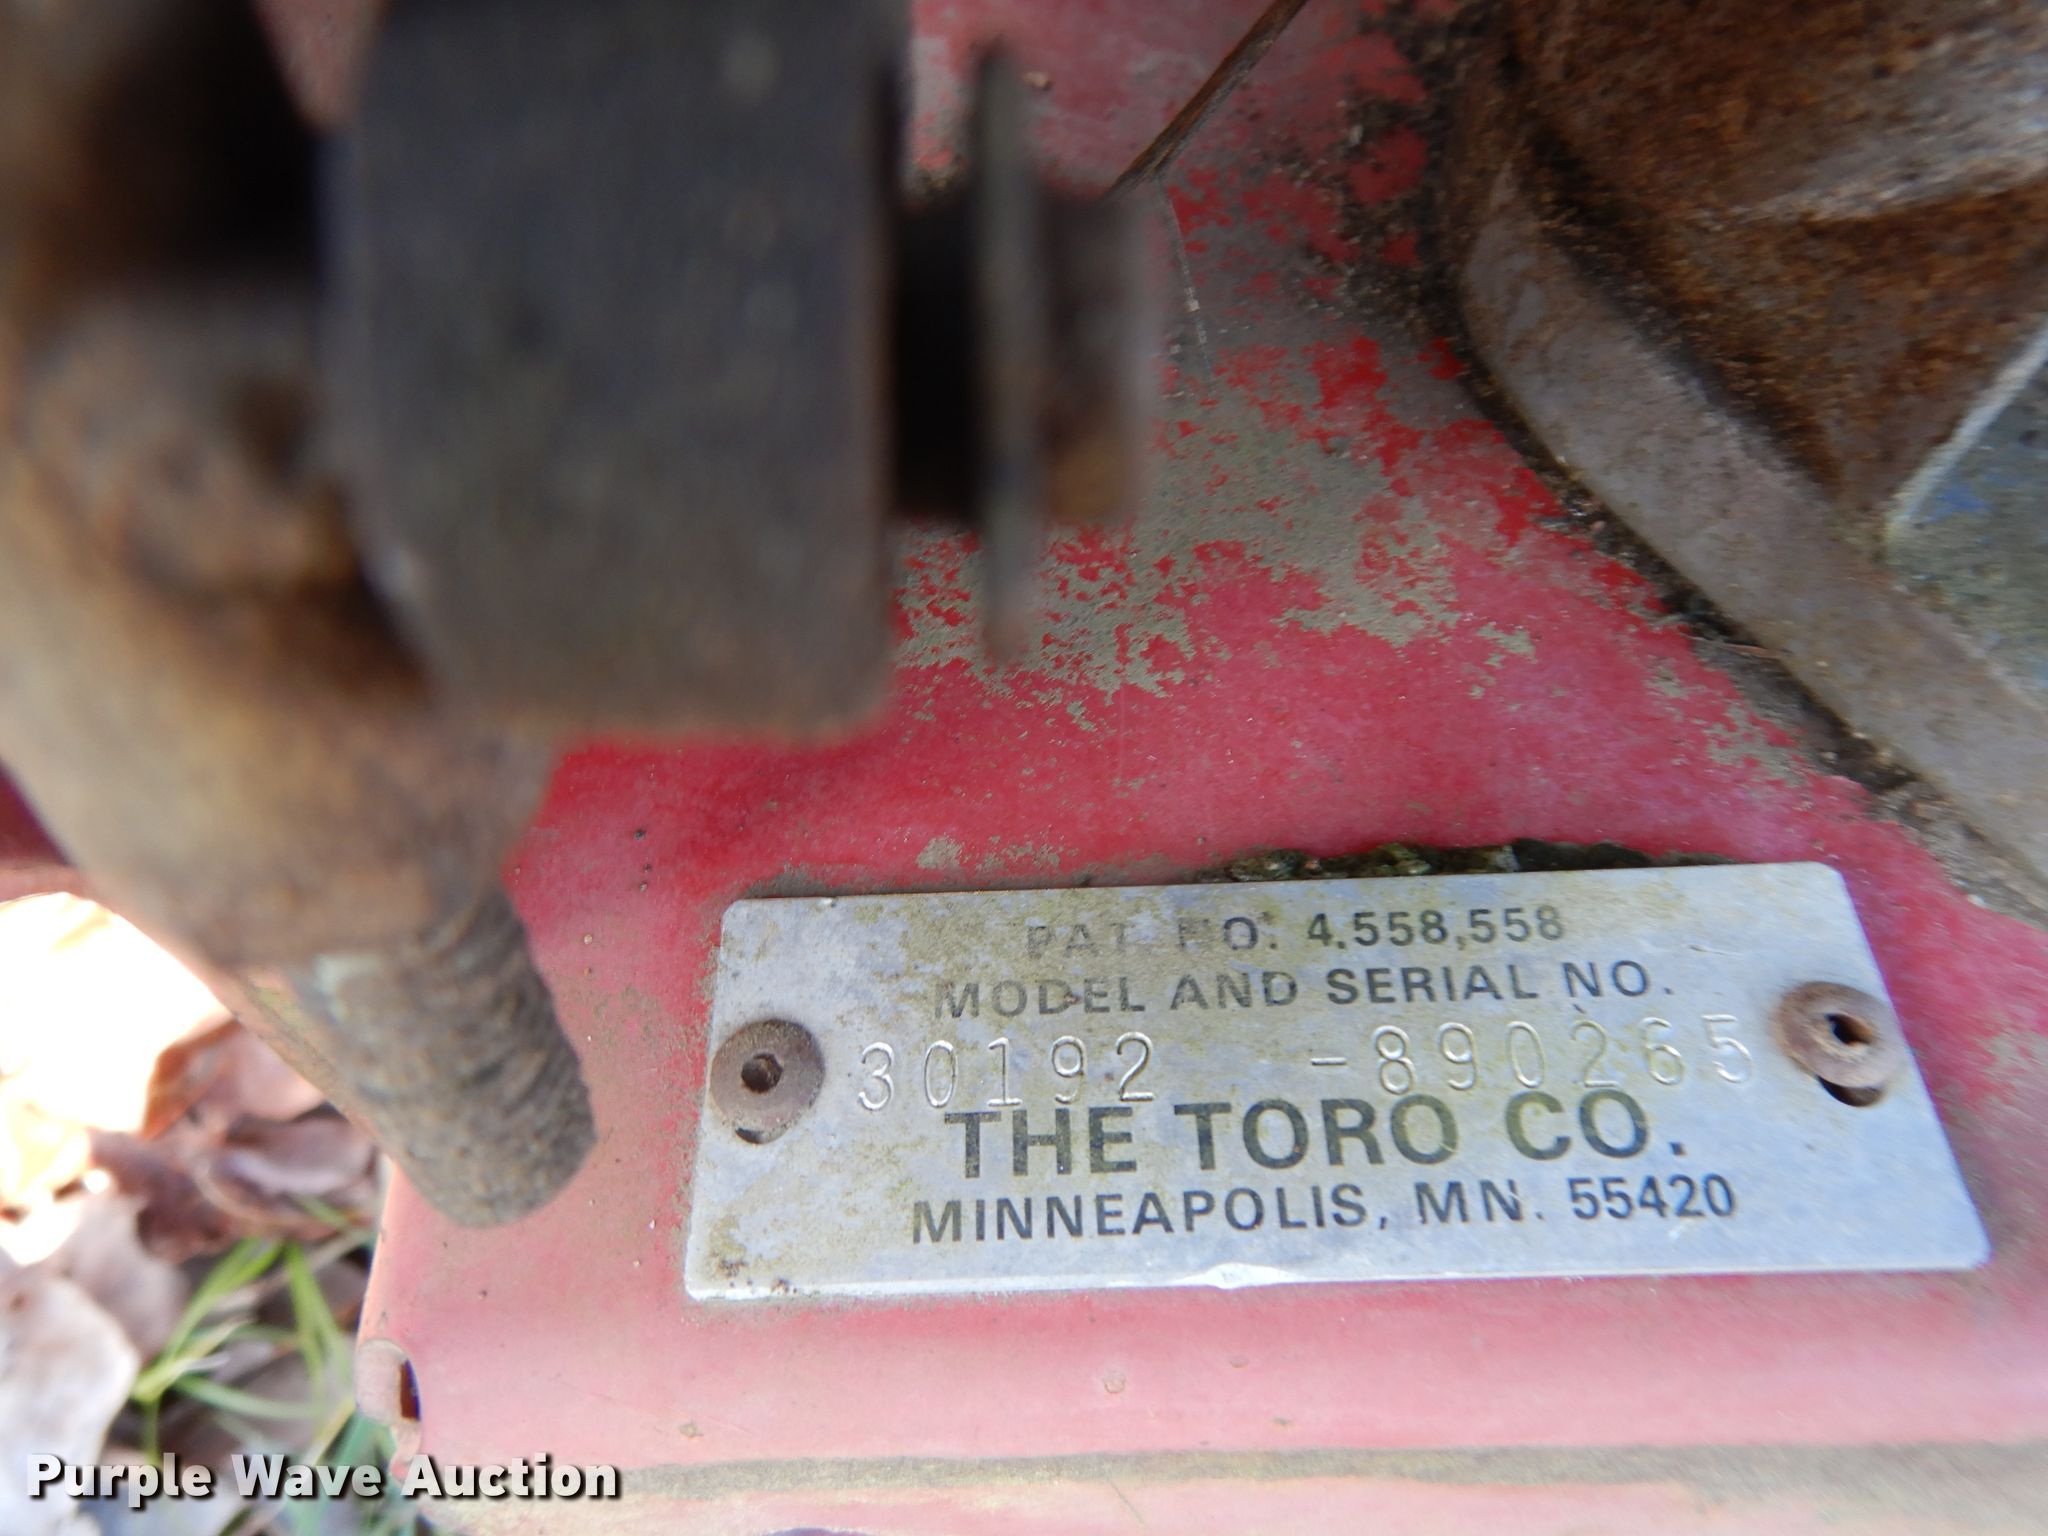 PAT. NO. 4,558,558
MODEL AND SERIAL NO.
30192 -890265
THE TORO CO.
MINNEAPOLIS, MN. 55420
Purple Wave Auction